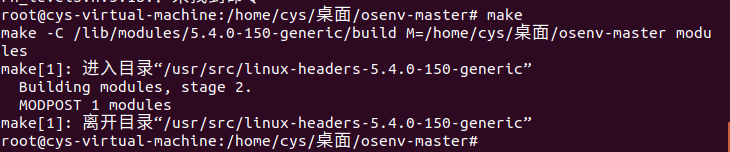 root@cys-virtual-machine:/home/cys/桌面/osenv-master# make
make -C /lib/modules/5.4.0-150-generic/build M=/home/cys/桌面/osenv-master modu
les
make[1]: 进入目录“/usr/src/linux-headers-5.4.0-150-generic”
  Building modules, stage 2.
  MODPOST 1 modules
make[1]: 离开目录“/usr/src/linux-headers-5.4.0-150-generic”
root@cys-virtual-machine:/home/cys/桌面/osenv-master#